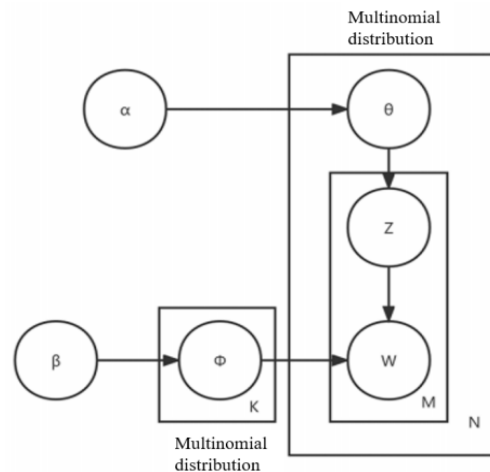 Multinomial
distribution
α
θ
Z
β
Φ
W
K
M
N
Multinomial
distribution